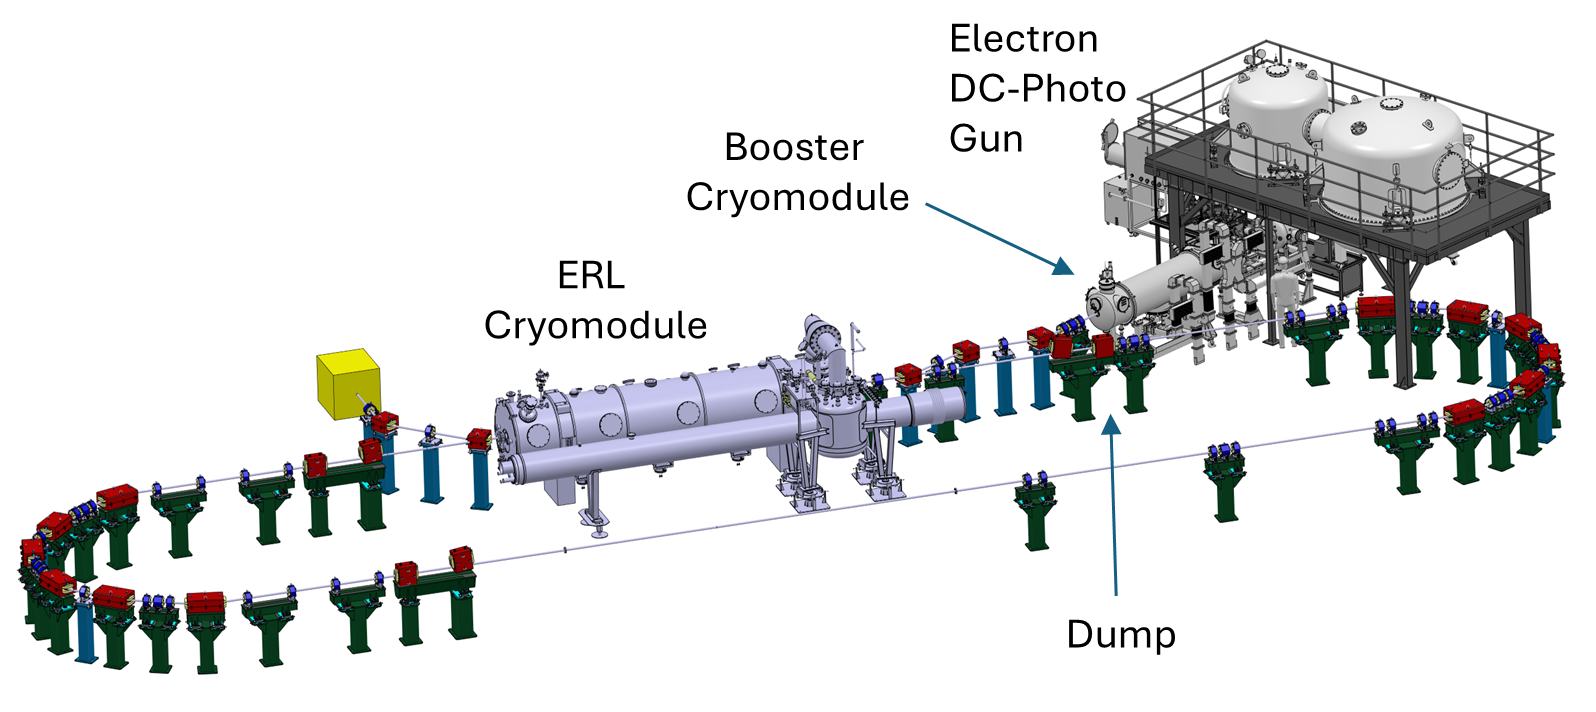 Electron
DC-Photo
Gun
Booster
Cryomodule
ERL
Cryomodule
Dump